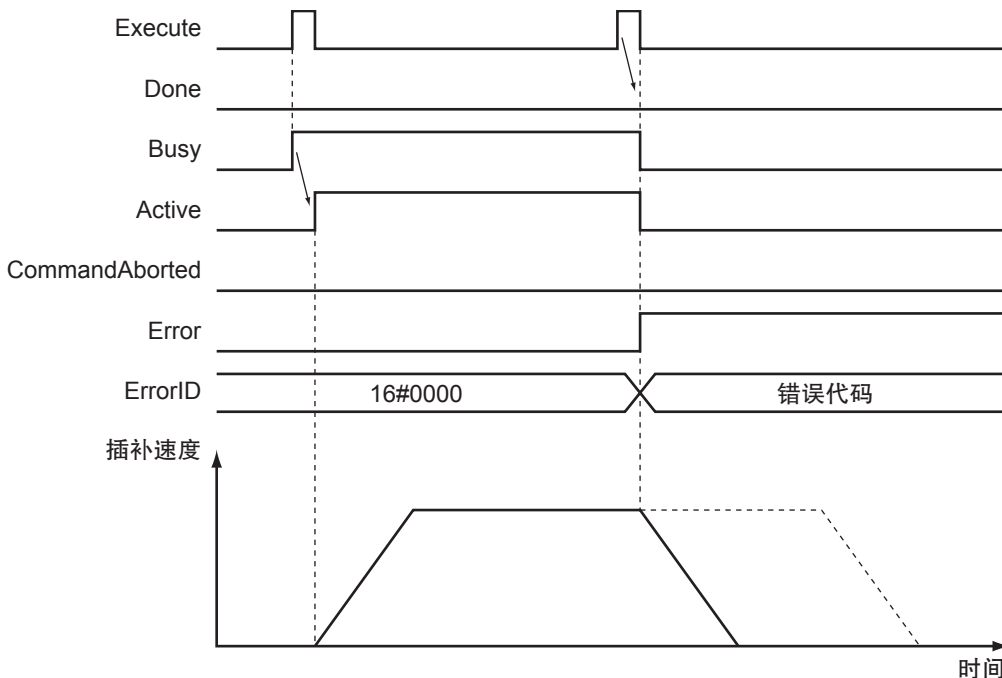 Execute
Done
Busy
Active
CommandAborted
Error
ErrorID
16#0000
错误代码
插补速度
时间